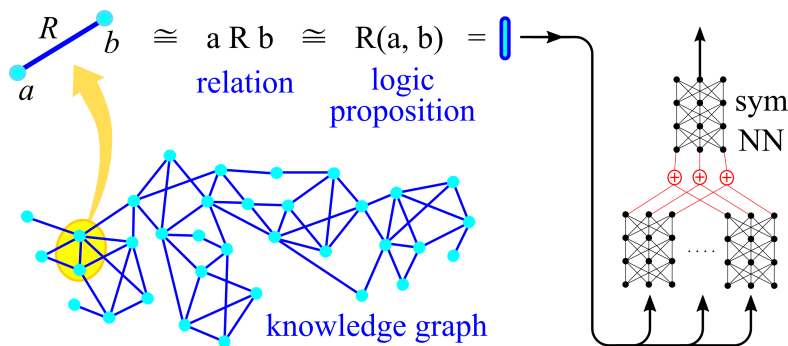 R
a
b
≅ a R b ≅ R(a, b) =
relation
logic
proposition
sym
NN
⊕ ⊕ ⊕
. . . .
knowledge graph